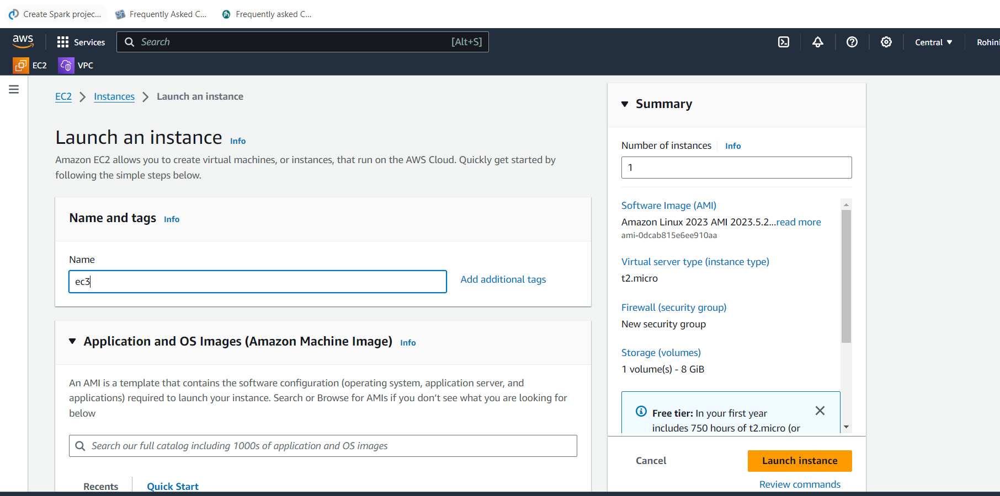 Create Spark projec...
Frequently Asked C...
Frequently asked C...
aws
Services
Search
[Alt+S]
Central
Rohini
EC2
VPC
EC2 > Instances > Launch an instance
Launch an instance Info
Amazon EC2 allows you to create virtual machines, or instances, that run on the AWS Cloud. Quickly get started by
following the simple steps below.
Name and tags Info
Name
ec3
Add additional tags
Application and OS Images (Amazon Machine Image) Info
An AMI is a template that contains the software configuration (operating system, application server, and
applications) required to launch your instance. Search or Browse for AMIs if you don’t see what you are looking for
below
Search our full catalog including 1000s of application and OS images
Recents
Quick Start
Summary
Number of instances Info
1
Software Image (AMI)
Amazon Linux 2023 AMI 2023.5.2...read more
ami-0dcab815e6ee910aa
Virtual server type (instance type)
t2.micro
Firewall (security group)
New security group
Storage (volumes)
1 volume(s) - 8 GiB
Free tier: In your first year
includes 750 hours of t2.micro (or
Cancel
Launch instance
Review commands